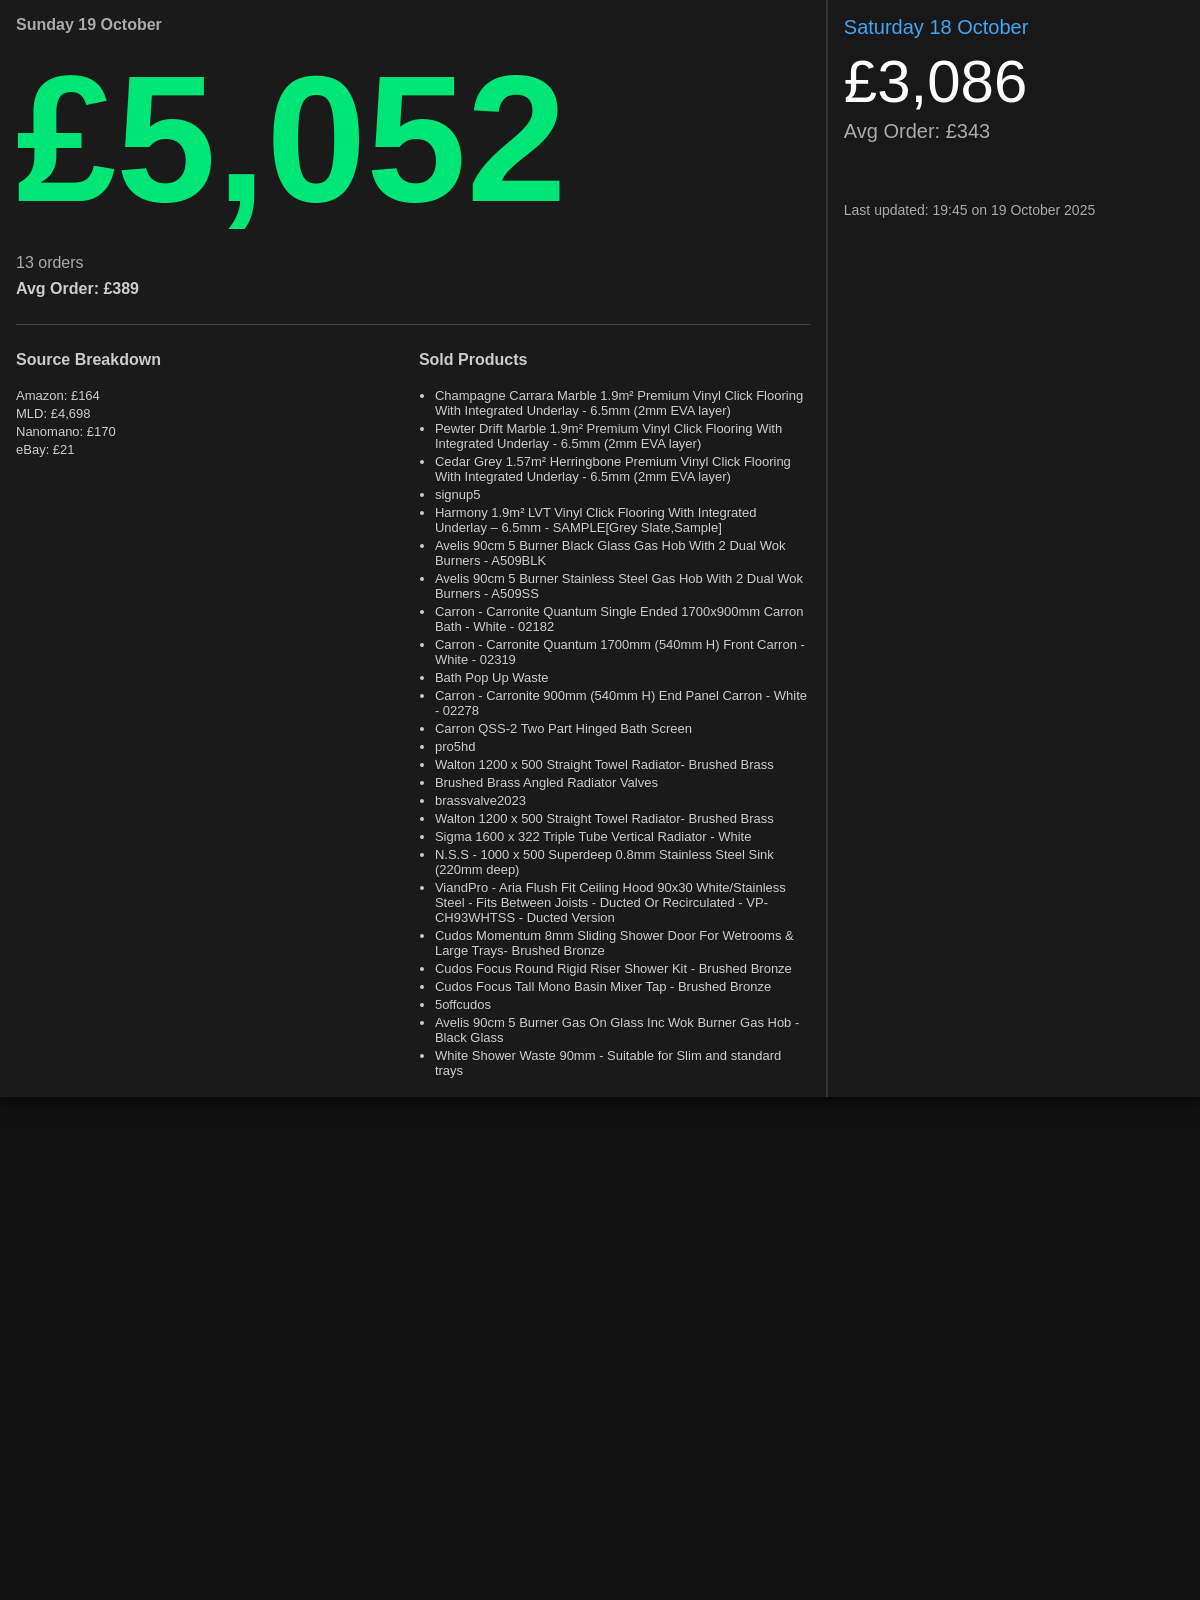 Sunday 19 October
£5,052
13 orders
Avg Order: £389
Source Breakdown
Amazon: £164
MLD: £4,698
Nanomano: £170
eBay: £21
Sold Products
• Champagne Carrara Marble 1.9m² Premium Vinyl Click Flooring
With Integrated Underlay - 6.5mm (2mm EVA layer)
• Pewter Drift Marble 1.9m² Premium Vinyl Click Flooring With
Integrated Underlay - 6.5mm (2mm EVA layer)
• Cedar Grey 1.57m² Herringbone Premium Vinyl Click Flooring
With Integrated Underlay - 6.5mm (2mm EVA layer)
• signup5
• Harmony 1.9m² LVT Vinyl Click Flooring With Integrated
Underlay – 6.5mm - SAMPLE[Grey Slate,Sample]
• Avelis 90cm 5 Burner Black Glass Gas Hob With 2 Dual Wok
Burners - A509BLK
• Avelis 90cm 5 Burner Stainless Steel Gas Hob With 2 Dual Wok
Burners - A509SS
• Carron - Carronite Quantum Single Ended 1700x900mm Carron
Bath - White - 02182
• Carron - Carronite Quantum 1700mm (540mm H) Front Carron -
White - 02319
• Bath Pop Up Waste
• Carron - Carronite 900mm (540mm H) End Panel Carron - White
- 02278
• Carron QSS-2 Two Part Hinged Bath Screen
• pro5hd
• Walton 1200 x 500 Straight Towel Radiator- Brushed Brass
• Brushed Brass Angled Radiator Valves
• brassvalve2023
• Walton 1200 x 500 Straight Towel Radiator- Brushed Brass
• Sigma 1600 x 322 Triple Tube Vertical Radiator - White
• N.S.S - 1000 x 500 Superdeep 0.8mm Stainless Steel Sink
(220mm deep)
• ViandPro - Aria Flush Fit Ceiling Hood 90x30 White/Stainless
Steel - Fits Between Joists - Ducted Or Recirculated - VP-
CH93WHTSS - Ducted Version
• Cudos Momentum 8mm Sliding Shower Door For Wetrooms &
Large Trays- Brushed Bronze
• Cudos Focus Round Rigid Riser Shower Kit - Brushed Bronze
• Cudos Focus Tall Mono Basin Mixer Tap - Brushed Bronze
• 5offcudos
• Avelis 90cm 5 Burner Gas On Glass Inc Wok Burner Gas Hob -
Black Glass
• White Shower Waste 90mm - Suitable for Slim and standard
trays
Saturday 18 October
£3,086
Avg Order: £343
Last updated: 19:45 on 19 October 2025